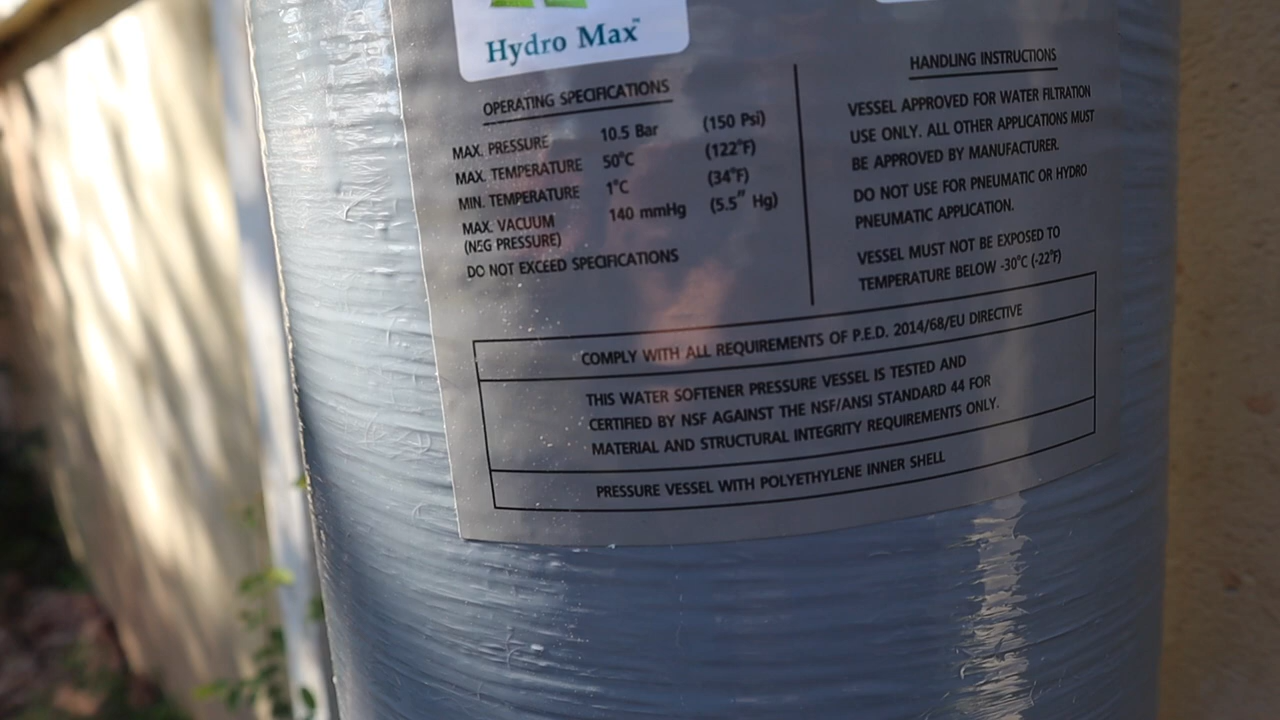 Hydro Max™
OPERATING SPECIFICATIONS
MAX. PRESSURE 10.5 Bar (150 Psi)
MAX. TEMPERATURE 50°C (122°F)
MIN. TEMPERATURE 1°C (34°F)
MAX. VACUUM 140 mmHg (5.5" Hg)
(NEG PRESSURE)
DO NOT EXCEED SPECIFICATIONS
HANDLING INSTRUCTIONS
VESSEL APPROVED FOR WATER FILTRATION
USE ONLY. ALL OTHER APPLICATIONS MUST
BE APPROVED BY MANUFACTURER.
DO NOT USE FOR PNEUMATIC OR HYDRO
PNEUMATIC APPLICATION.
VESSEL MUST NOT BE EXPOSED TO
TEMPERATURE BELOW -30°C (-22°F)
COMPLY WITH ALL REQUIREMENTS OF P.E.D. 2014/68/EU DIRECTIVE
THIS WATER SOFTENER PRESSURE VESSEL IS TESTED AND
CERTIFIED BY NSF AGAINST THE NSF/ANSI STANDARD 44 FOR
MATERIAL AND STRUCTURAL INTEGRITY REQUIREMENTS ONLY.
PRESSURE VESSEL WITH POLYETHYLENE INNER SHELL